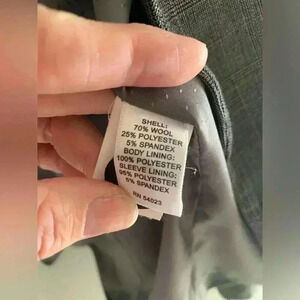 SHELL:
70% WOOL
25% POLYESTER
5% SPANDEX
BODY LINING:
100% POLYESTER
SLEEVE LINING:
95% POLYESTER
5% SPANDEX
RN 54023